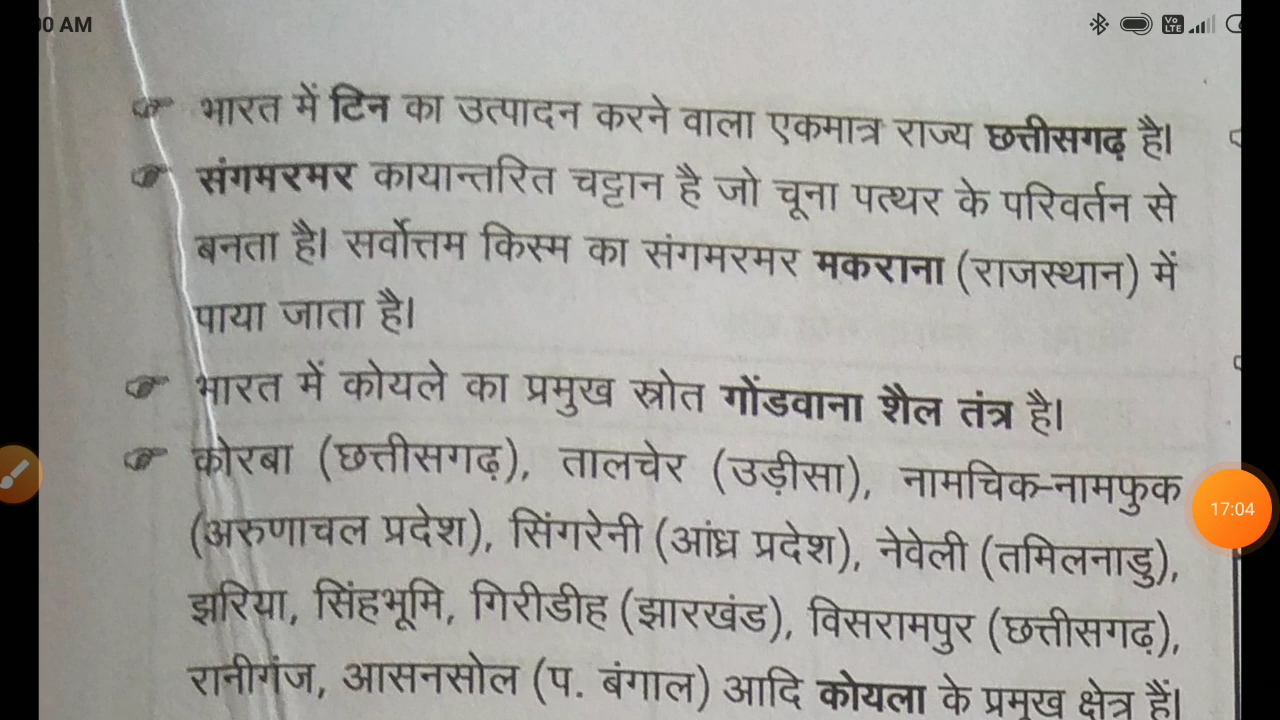 00 AM
☞ भारत में टिन का उत्पादन करने वाला एकमात्र राज्य छत्तीसगढ़ है।
☞ संगमरमर कायान्तरित चट्टान है जो चूना पत्थर के परिवर्तन से
बनता है। सर्वोत्तम किस्म का संगमरमर मकराना (राजस्थान) में
पाया जाता है।
☞ भारत में कोयले का प्रमुख स्रोत गोंडवाना शैल तंत्र है।
☞ कोरबा (छत्तीसगढ़), तालचेर (उड़ीसा), नामचिक-नामफुक
(अरुणाचल प्रदेश), सिंगरेनी (आंध्र प्रदेश), नेवेली (तमिलनाडु),
17:04
झरिया, सिंहभूमि, गिरीडीह (झारखंड), विसरामपुर (छत्तीसगढ़),
रानीगंज, आसनसोल (प. बंगाल) आदि कोयला के प्रमुख क्षेत्र हैं।